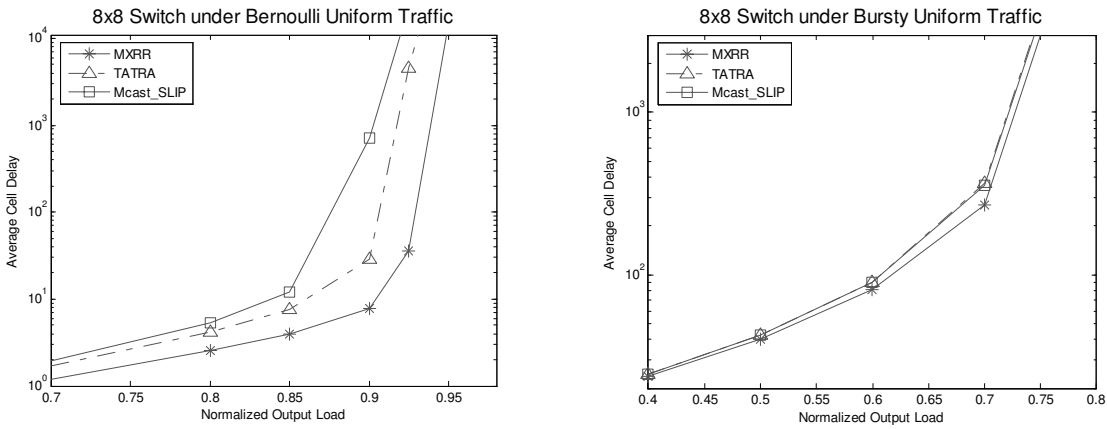 8x8 Switch under Bernoulli Uniform Traffic
10^4
10^3
10^2
10^1
10^0
Average Cell Delay
MXRR
TATRA
Mcast_SLIP
0.7 0.75 0.8 0.85 0.9 0.95
Normalized Output Load
8x8 Switch under Bursty Uniform Traffic
10^3
10^2
Average Cell Delay
MXRR
TATRA
Mcast_SLIP
0.4 0.45 0.5 0.55 0.6 0.65 0.7 0.75 0.8
Normalized Output Load